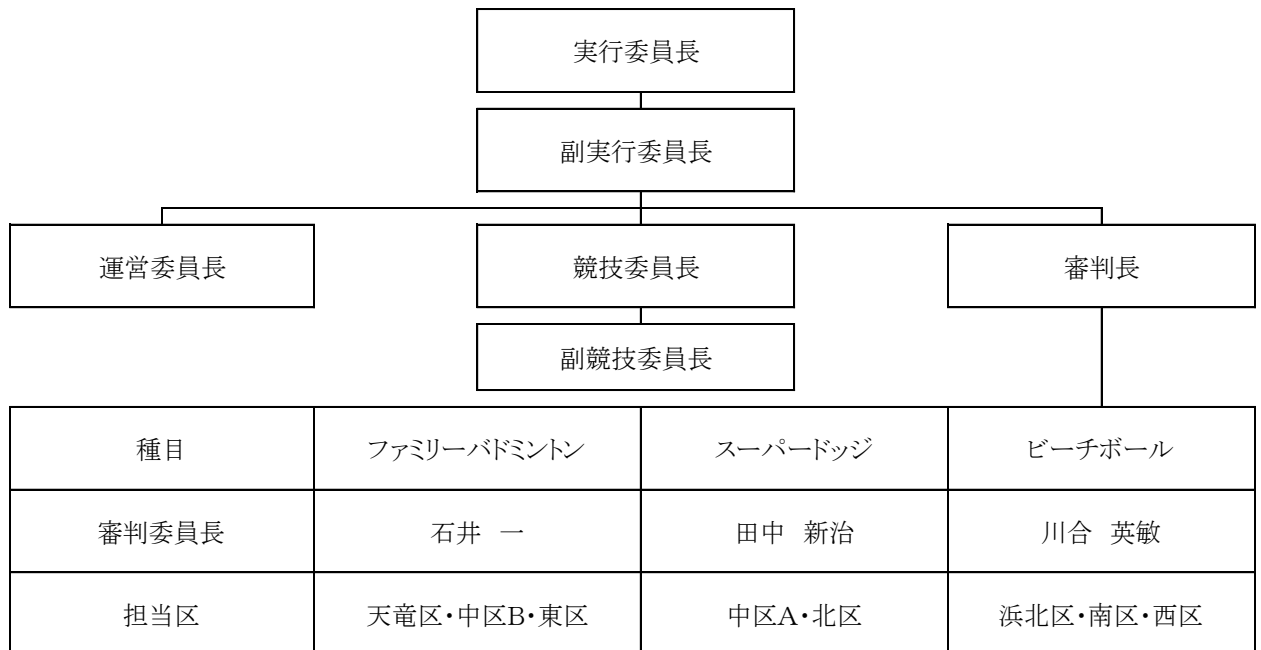 実行委員長
副実行委員長
運営委員長
競技委員長
審判長
副競技委員長
種目 ファミリーバドミントン スーパードッジ ビーチボール
審判委員長 石井　一 田中　新治 川合　英敏
担当区 天竜区・中区B・東区 中区A・北区 浜北区・南区・西区